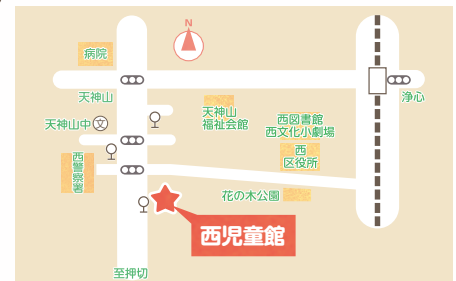 N
病院
天神山
浄心
天神山
福祉会館
天神山中
文
西図書館
西文化小劇場
西
区役所
西警察署
花の木公園
西児童館
至押切